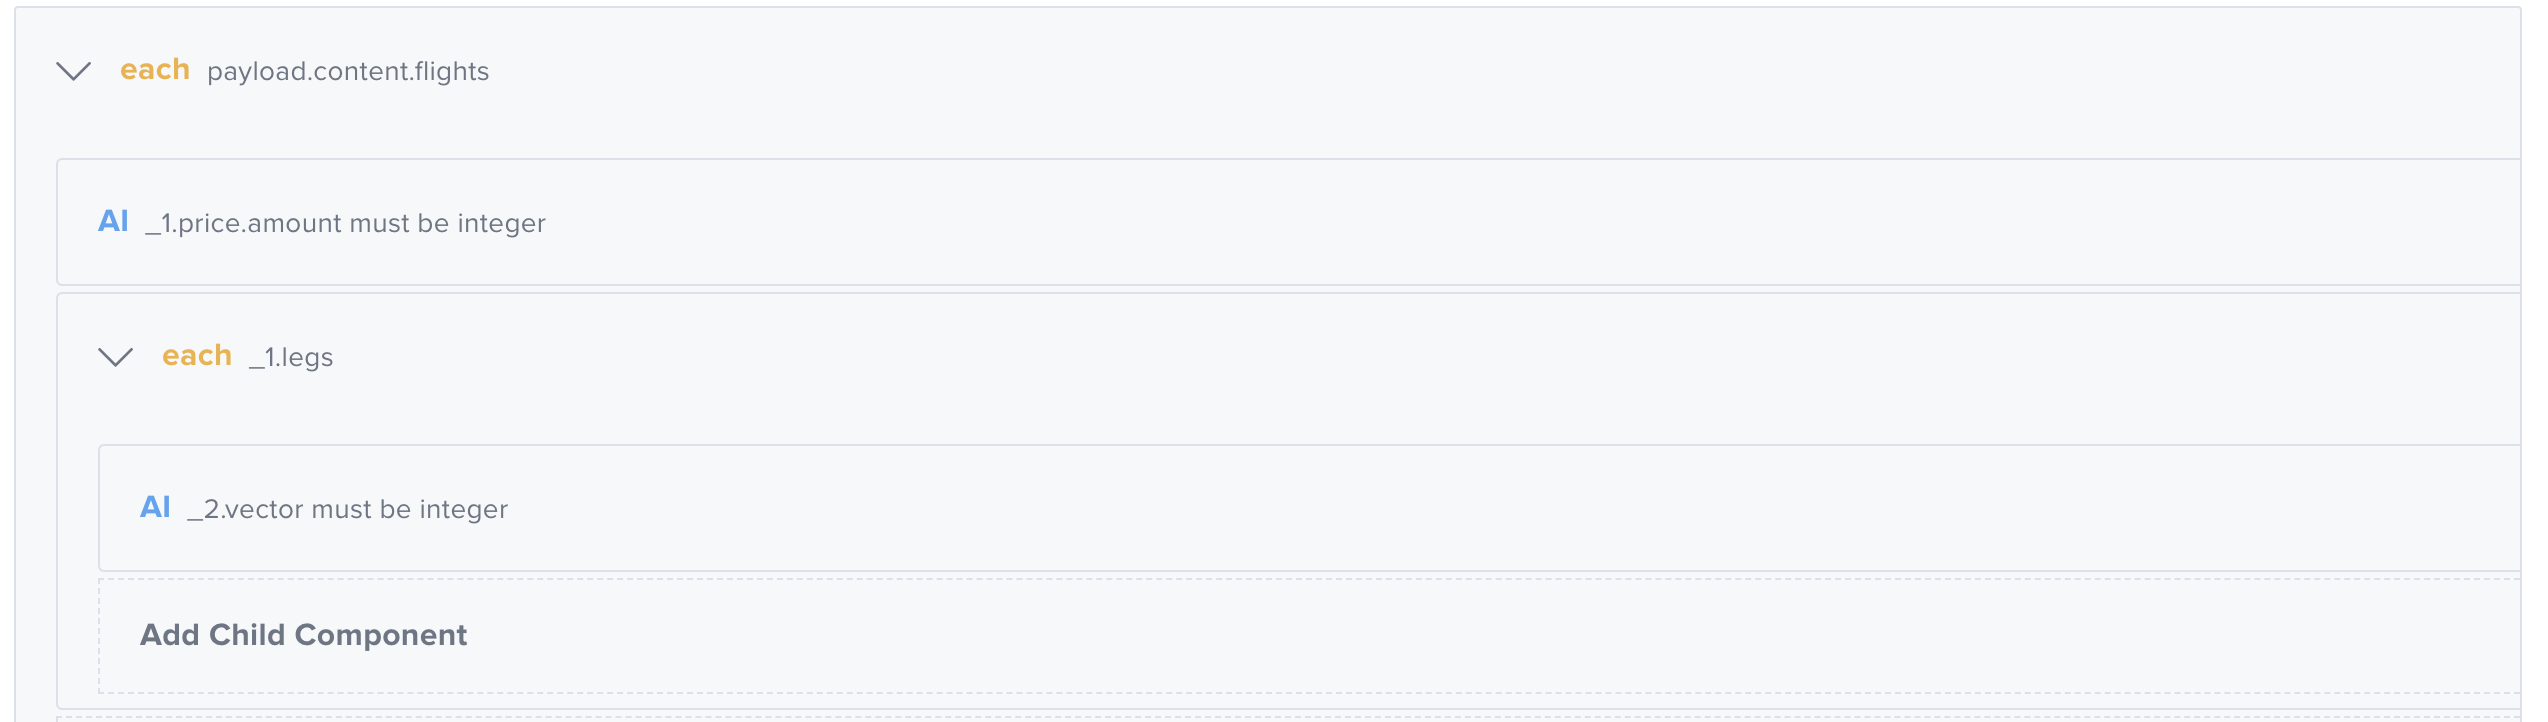 each payload.content.flights
AI _1.price.amount must be integer
each _1.legs
AI _2.vector must be integer
Add Child Component